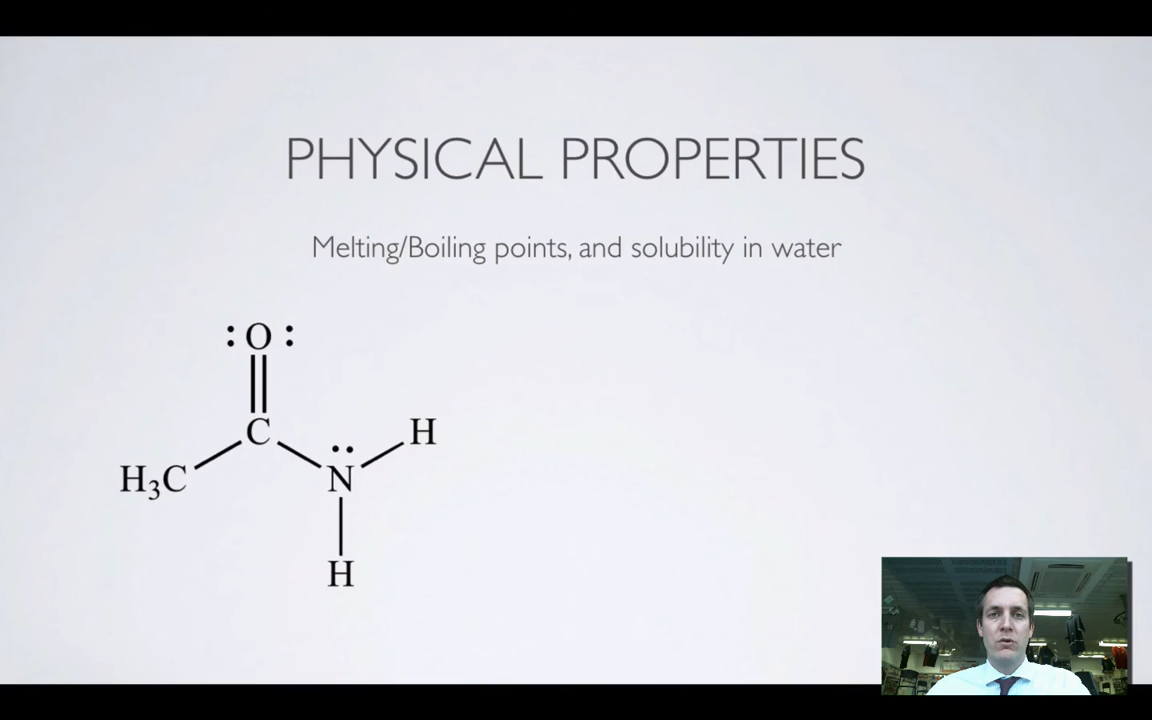 PHYSICAL PROPERTIES
Melting/Boiling points, and solubility in water
:O:
C
H
H₃C
N
H